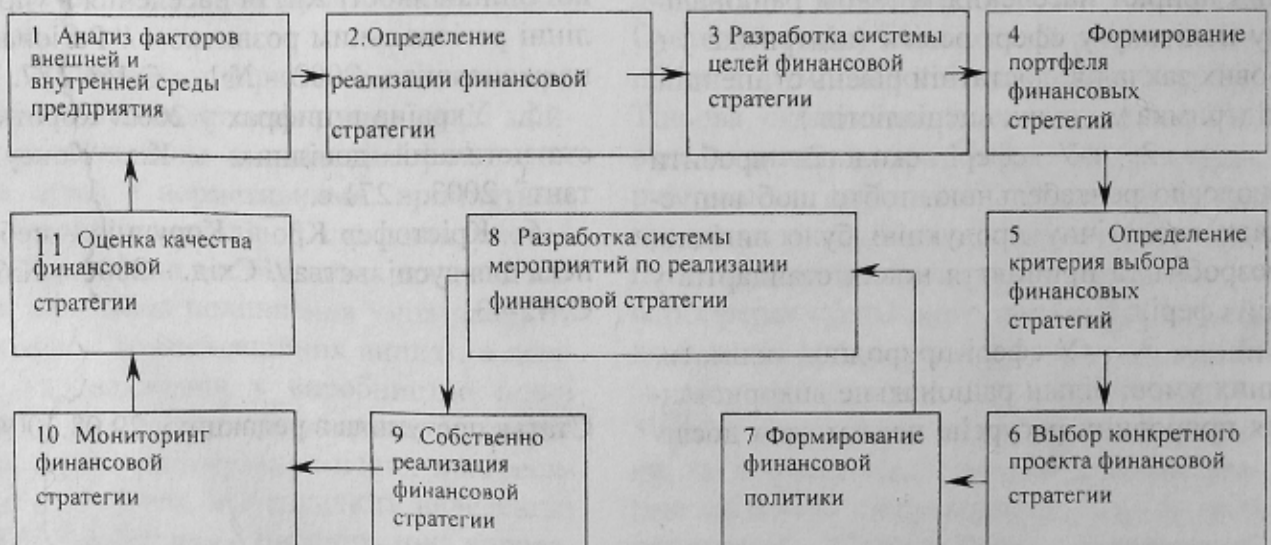 1 Анализ факторов
внешней и
внутренней среды
предприятия
2.Определение
реализации финансовой
стратегии
3 Разработка системы
целей финансовой
стратегии
4 Формирование
портфеля
финансовых
стретегий
5 Определение
критерия выбора
финансовых
стратегий
6 Выбор конкретного
проекта финансовой
стратегии
7 Формирование
финансовой
политики
8 Разработка системы
мероприятий по реализации
финансовой стратегии
9 Собственно
реализация
финансовой
стратегии
10 Мониторинг
финансовой
стратегии
11 Оценка качества
финансовой
стратегии